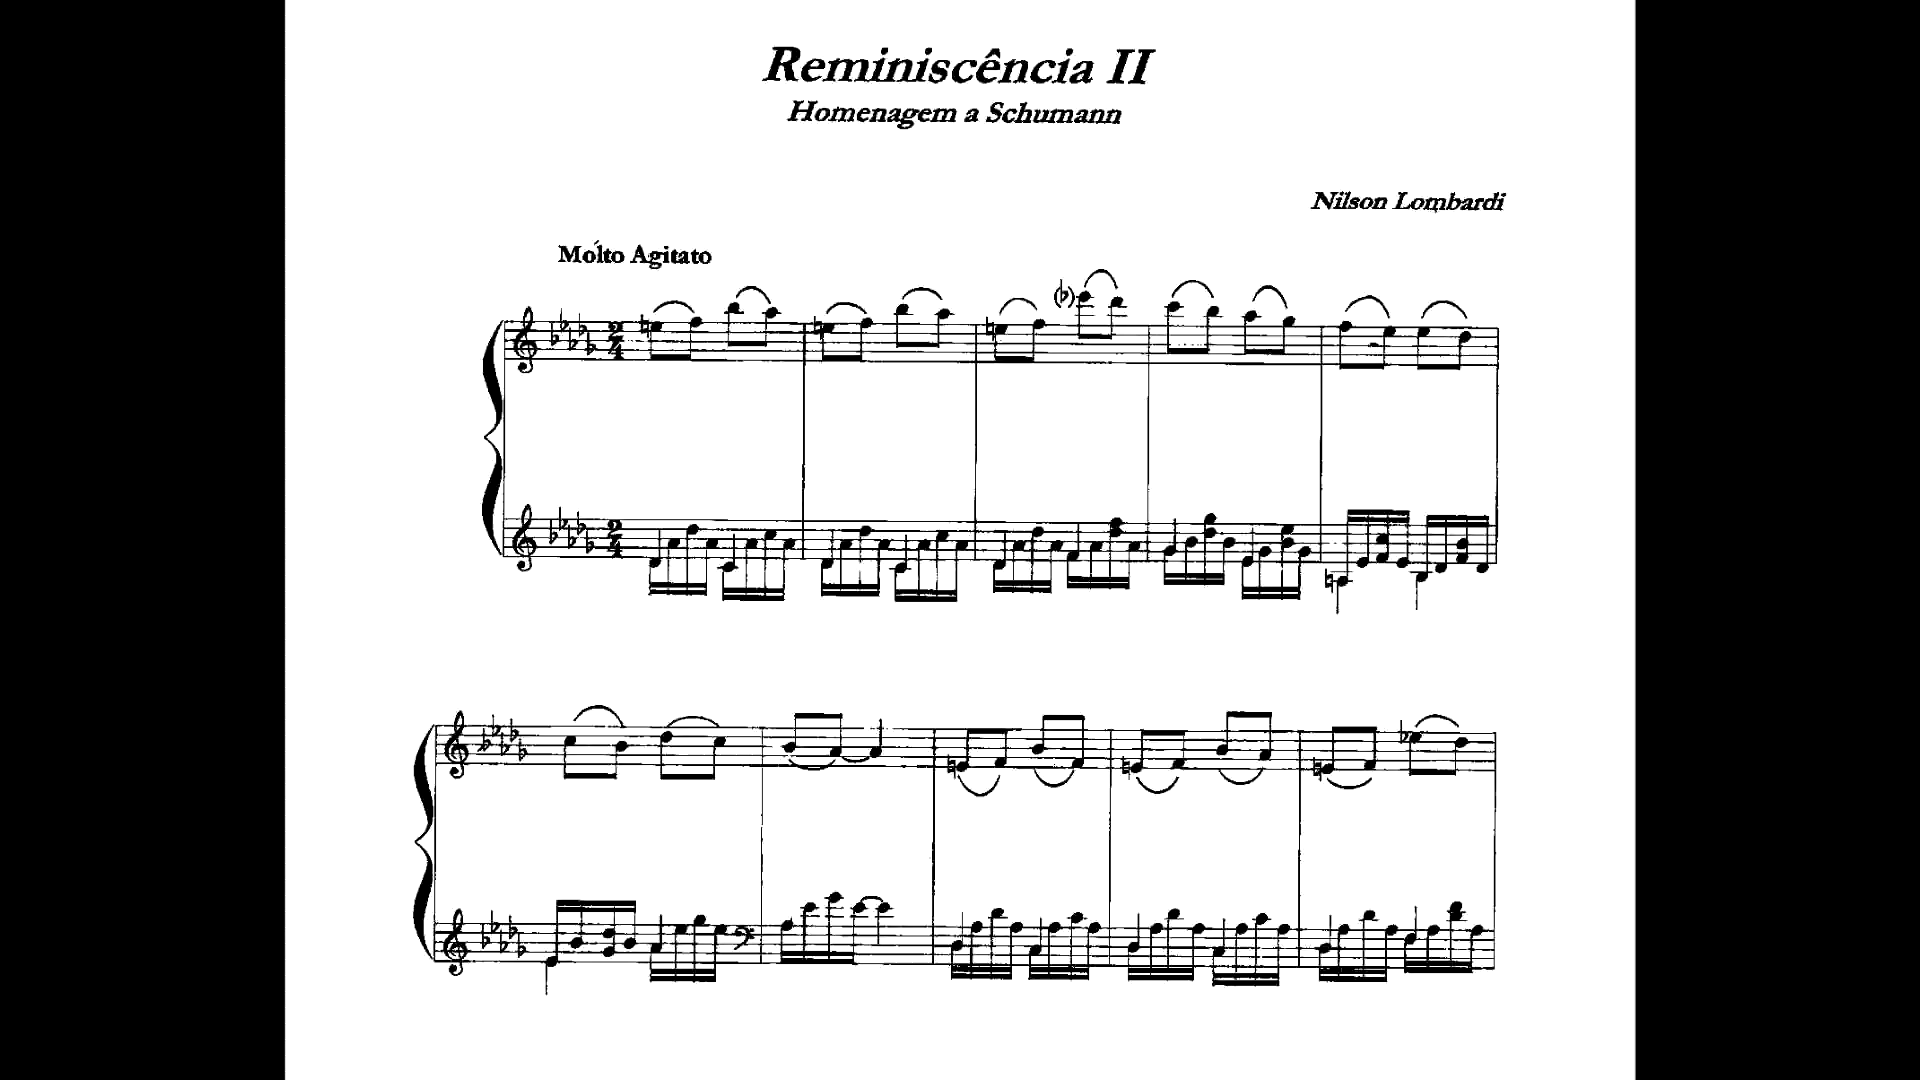 Reminiscência II
Homenagem a Schumann
Nilson Lombardi
Molto Agitato